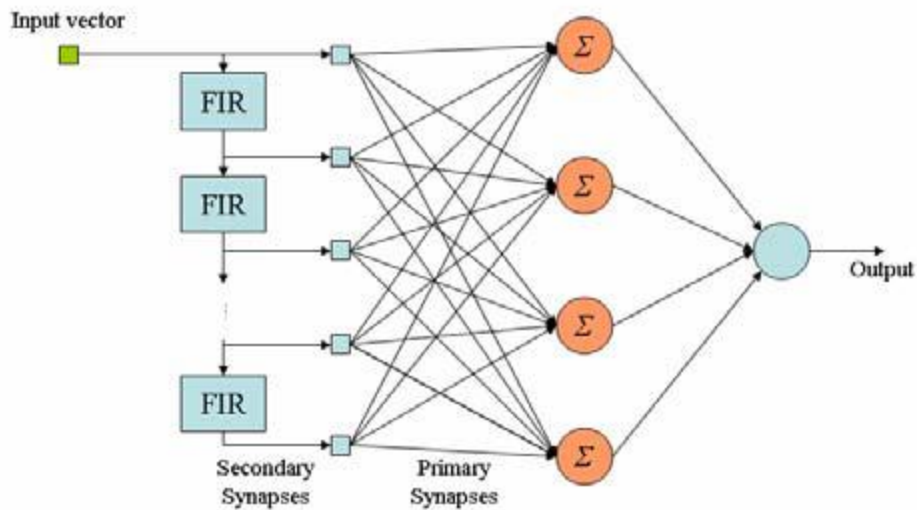 Input vector
Σ
FIR
Σ
FIR
Output
Σ
FIR
Σ
Secondary
Synapses
Primary
Synapses